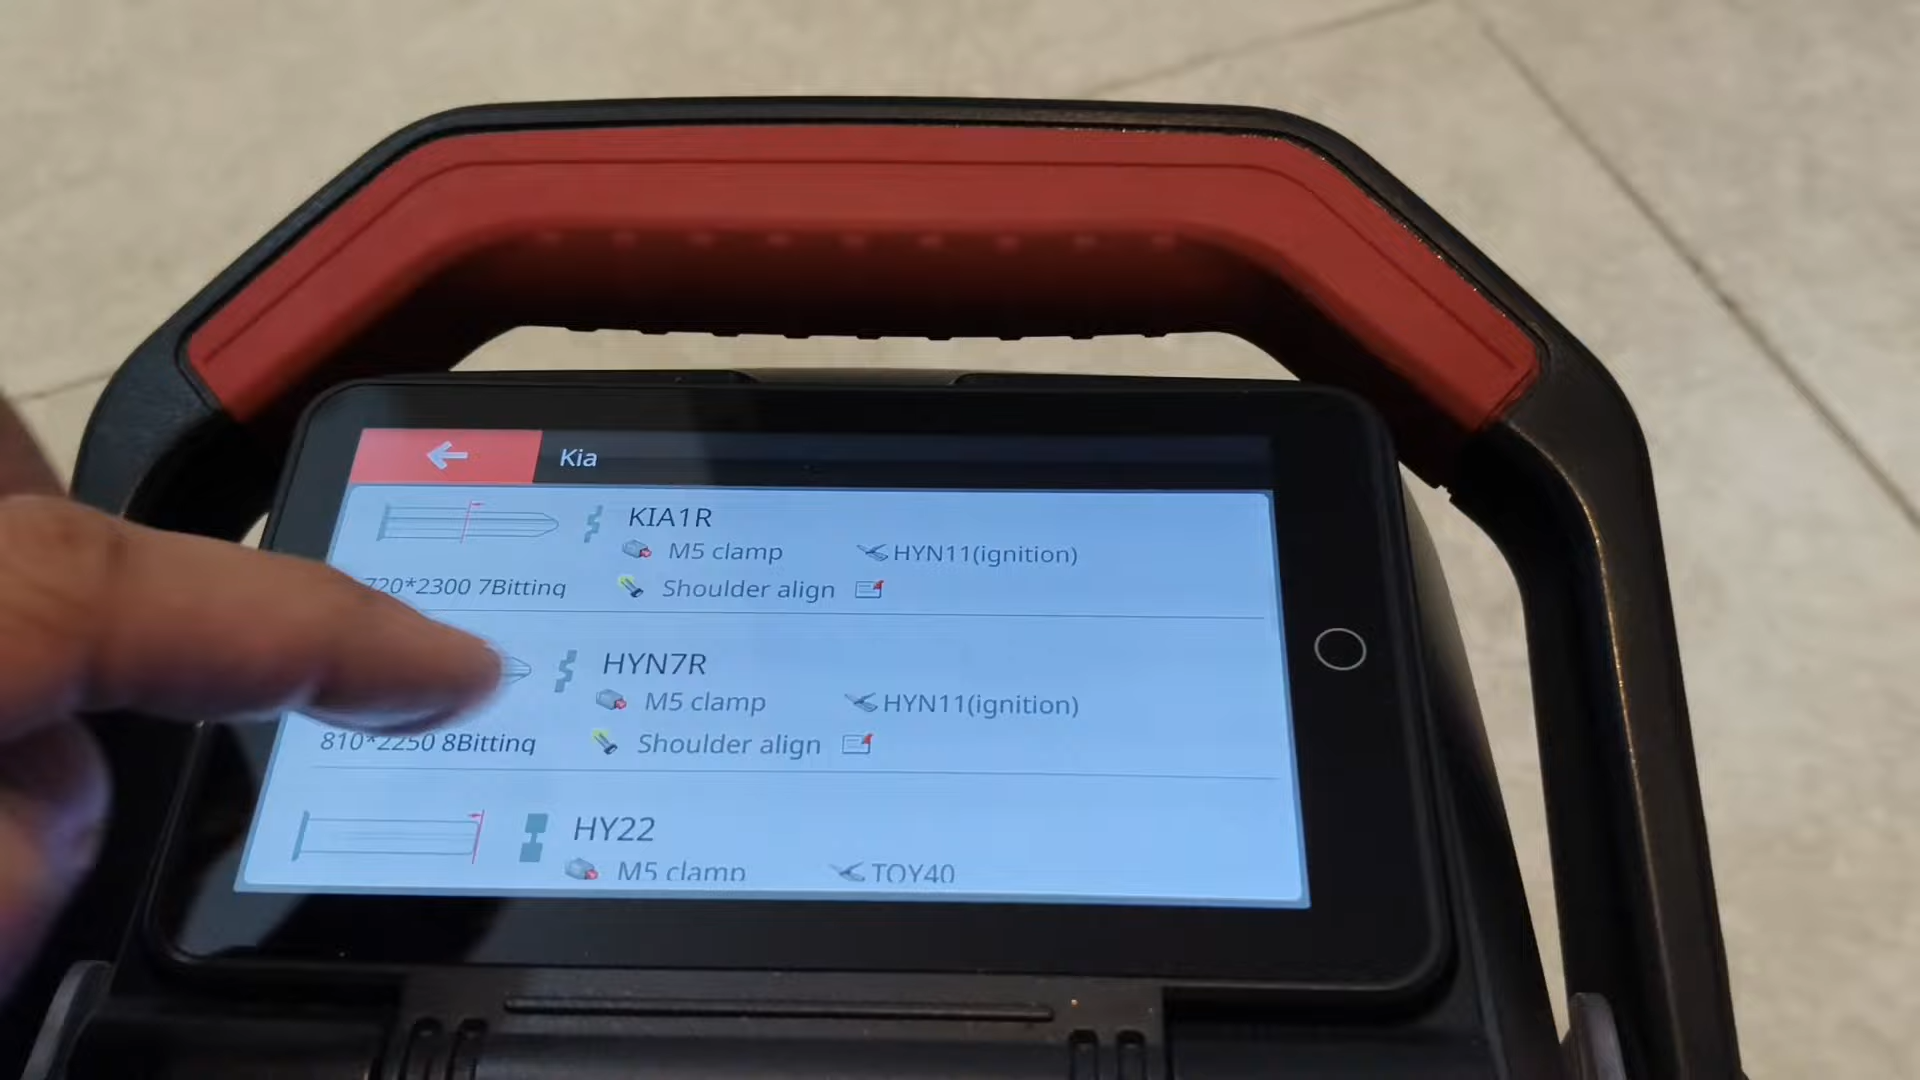 Kia
KIA1R
M5 clamp HYN11(ignition)
720*2300 7Bitting Shoulder align
HYN7R
M5 clamp HYN11(ignition)
810*2250 8Bitting Shoulder align
HY22
M5 clamp TOY40